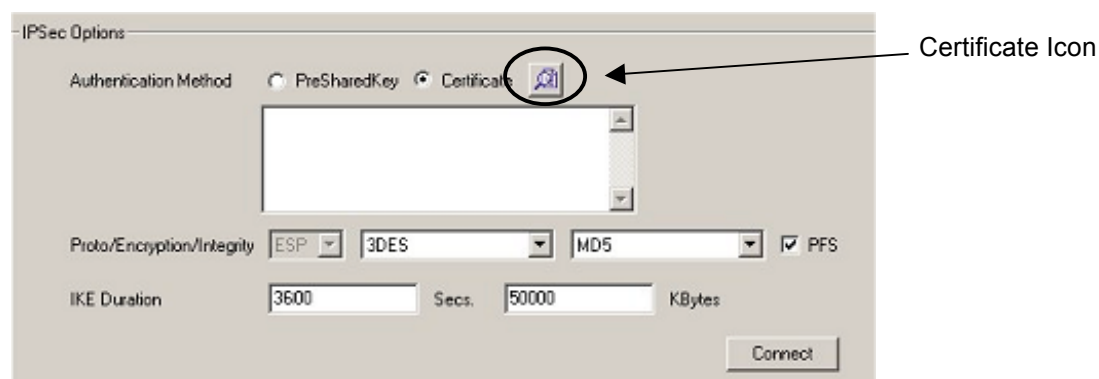 IPSec Options
Certificate Icon
Authentication Method PreSharedKey Certificate
Proto/Encryption/Integrity ESP 3DES MD5 PFS
IKE Duration 3600 Secs. 50000 KBytes
Connect